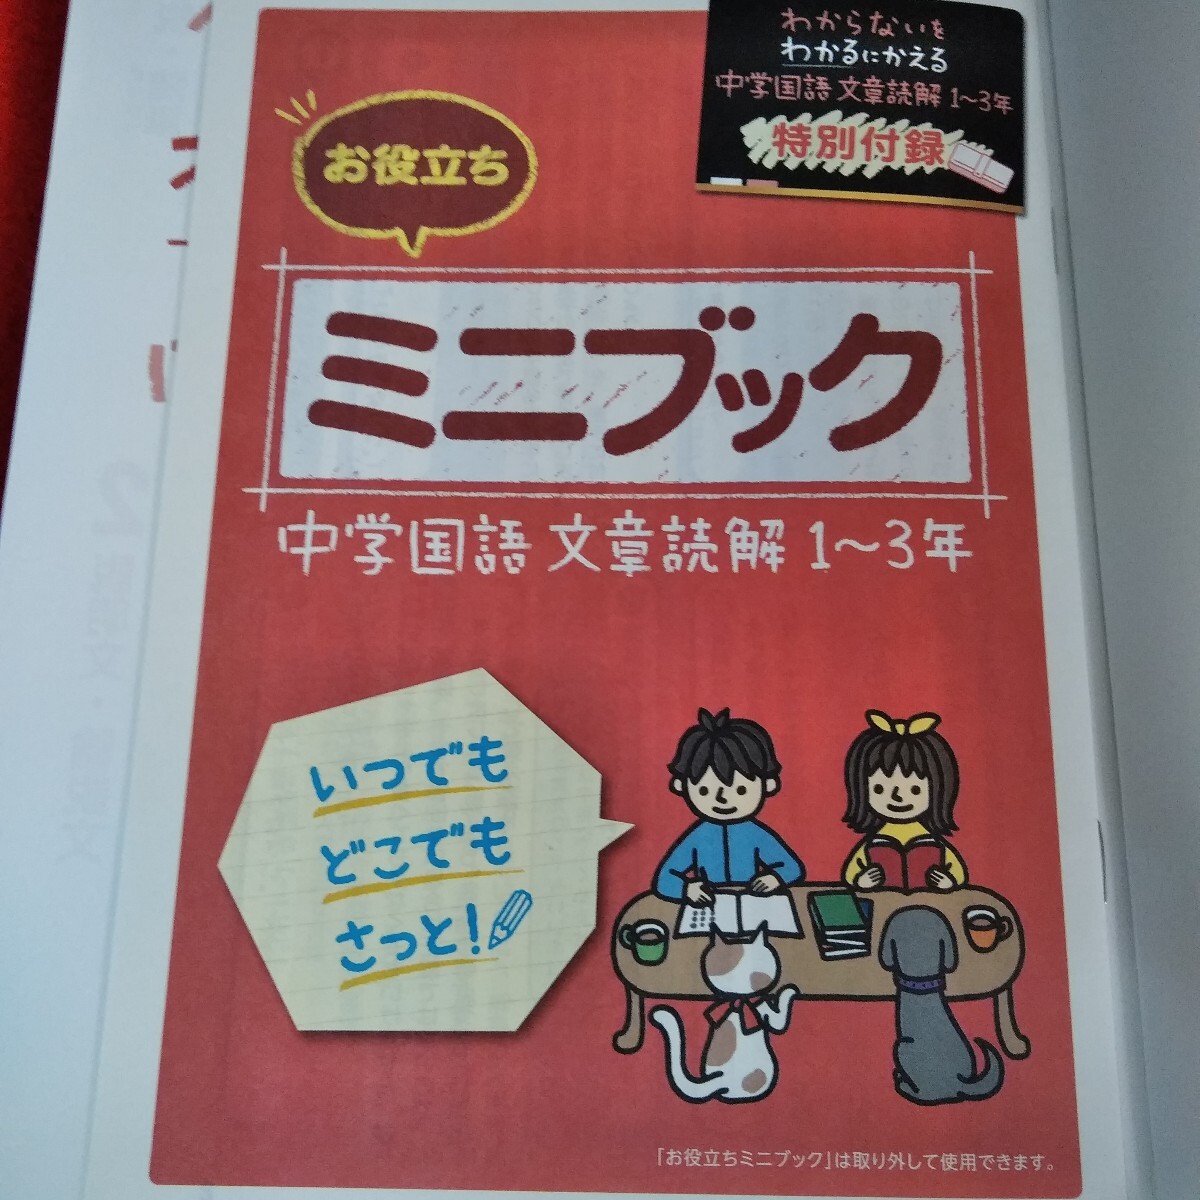 わからないを
わかるにかえる
中学国語 文章読解 1～3年
特別付録
お役立ち
ミニブック
中学国語 文章読解 1～3年
いつでも
どこでも
さっと!
「お役立ちミニブック」は取り外して使用できます。